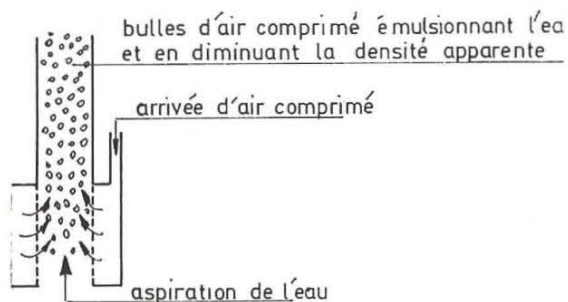 bulles d'air comprimé émulsionnant l'ea
et en diminuant la densité apparente
arrivée d'air comprimé
aspiration de l'eau